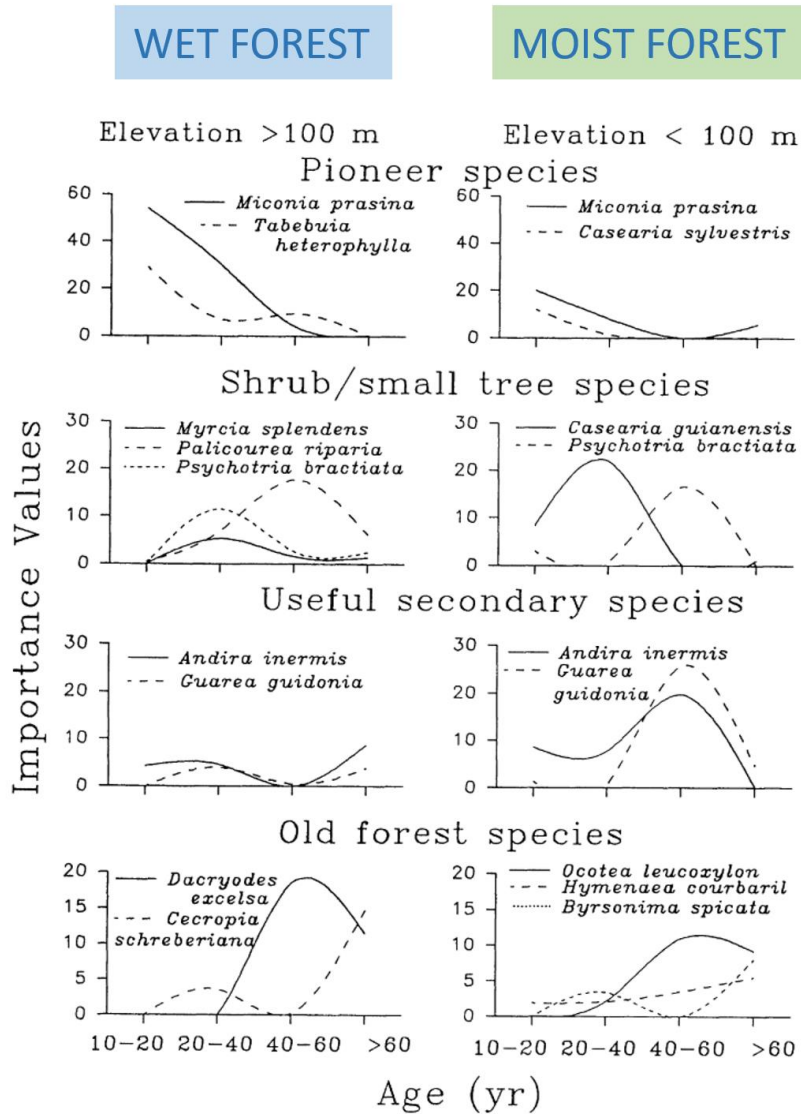 WET FOREST
MOIST FOREST
Elevation >100 m
Elevation < 100 m
Pioneer species
60
40
20
0
Miconia prasina
Tabebuia
heterophylla
60
40
20
0
Miconia prasina
Casearia sylvestris
Shrub/small tree species
30
20
10
0
Myrcia splendens
Palicourea riparia
Psychotria bractiata
30
20
10
0
Casearia guianensis
Psychotria bractiata
Importance Values
Useful secondary species
30
20
10
0
Andira inermis
Guarea guidonia
30
20
10
0
Andira inermis
Guarea
guidonia
Old forest species
20
15
10
5
0
Dacryodes
excelsa
Cecropia
schreberiana
20
15
10
5
0
Ocotea leucoxylon
Hymenaea courbaril
Byrsonima spicata
10-20 20-40 40-60 >60
10-20 20-40 40-60 >60
Age (yr)